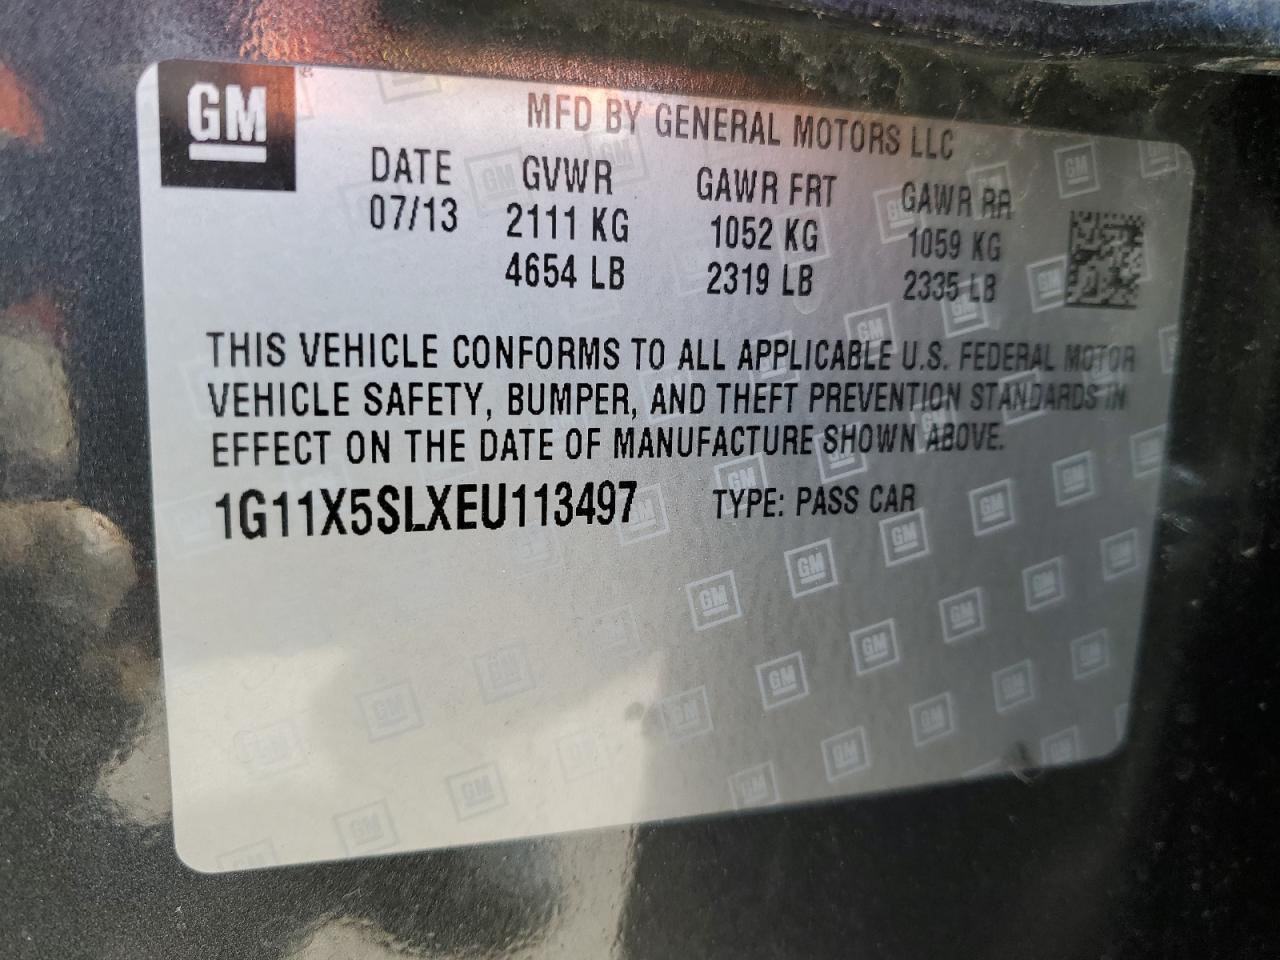 GM
MFD BY GENERAL MOTORS LLC
DATE GVWR GAWR FRT GAWR RR
07/13 2111 KG 1052 KG 1059 KG
4654 LB 2319 LB 2335 LB
THIS VEHICLE CONFORMS TO ALL APPLICABLE U.S. FEDERAL MOTOR
VEHICLE SAFETY, BUMPER, AND THEFT PREVENTION STANDARDS IN
EFFECT ON THE DATE OF MANUFACTURE SHOWN ABOVE.
1G11X5SLXEU113497 TYPE: PASS CAR